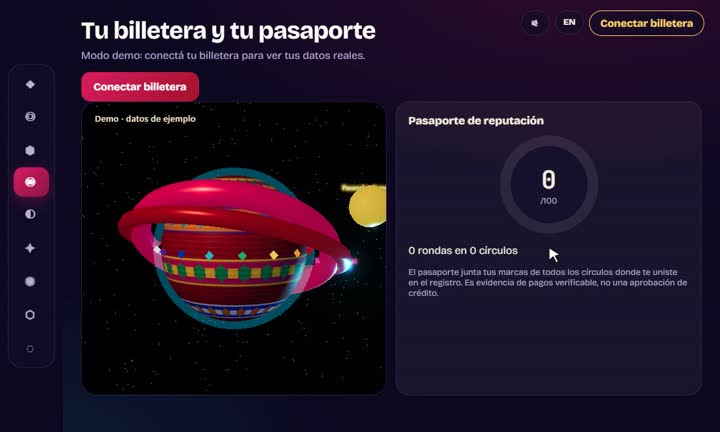 Tu billetera y tu pasaporte
EN
Conectar billetera
Modo demo: conectá tu billetera para ver tus datos reales.
Conectar billetera
Demo · datos de ejemplo
Pasaporte de reputación
0
/100
0 rondas en 0 círculos
El pasaporte junta tus marcas de todos los círculos donde te uniste
en el registro. Es evidencia de pagos verificable, no una aprobación de
crédito.